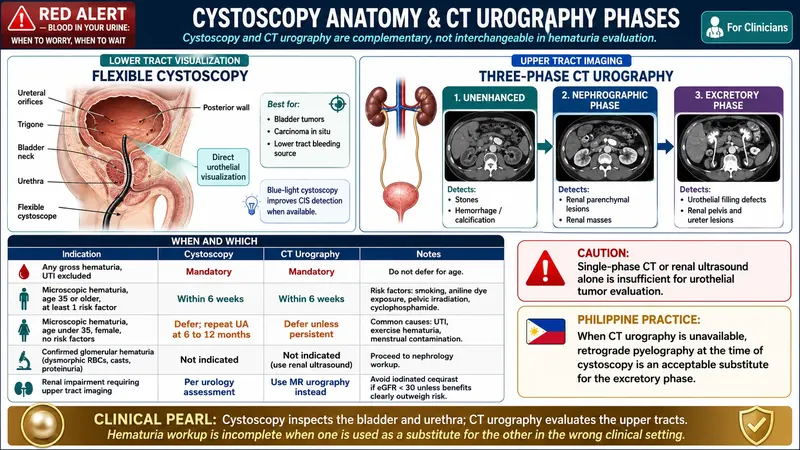 RED ALERT
— BLOOD IN YOUR URINE:
WHEN TO WORRY, WHEN TO WAIT
CYSTOSCOPY ANATOMY & CT UROGRAPHY PHASES
Cystoscopy and CT urography are complementary, not interchangeable in hematuria evaluation.
For Clinicians
LOWER TRACT VISUALIZATION
FLEXIBLE CYSTOSCOPY
Ureteral
orifices
Trigone
Bladder
neck
Urethra
Flexible
cystoscope
Posterior wall
Direct
urothelial
visualization
Best for:
• Bladder tumors
• Carcinoma in situ
• Lower tract bleeding
source
Blue-light cystoscopy
improves CIS detection
when available.
UPPER TRACT IMAGING
THREE-PHASE CT UROGRAPHY
1. UNENHANCED
Detects:
• Stones
• Hemorrhage /
calcification
2. NEPHROGRAPHIC
PHASE
Detects:
• Renal parenchymal
lesions
• Renal masses
3. EXCRETORY
PHASE
Detects:
• Urothelial filling defects
• Renal pelvis and
ureter lesions
WHEN AND WHICH
Indication Cystoscopy CT Urography Notes
Any gross hematuria,
UTI excluded
Mandatory
Mandatory
Do not defer for age.
Microscopic hematuria,
age 35 or older,
at least 1 risk factor
Within 6 weeks
Within 6 weeks
Risk factors: smoking, aniline dye
exposure, pelvic irradiation,
cyclophosphamide.
Microscopic hematuria,
age under 35, female,
no risk factors
Defer; repeat UA
at 6 to 12 months
Defer unless
persistent
Common causes: UTI,
exercise hematuria,
menstrual contamination.
Confirmed glomerular hematuria
(dysmorphic RBCs, casts,
proteinuria)
Not indicated
Not indicated
(use renal ultrasound)
Proceed to nephrology
workup.
Renal impairment requiring
upper tract imaging
Per urology
assessment
Use MR urography
instead
Avoid iodinated cequirast
if eGFR < 30 unless benefits
clearly outweigh risk.
CAUTION:
Single-phase CT or renal ultrasound
alone is insufficient for urothelial
tumor evaluation.
PHILIPPINE PRACTICE:
When CT urography is unavailable,
retrograde pyelography at the time of
cystoscopy is an acceptable substitute
for the excretory phase.
CLINICAL PEARL: Cystoscopy inspects the bladder and urethra; CT urography evaluates the upper tracts.
Hematuria workup is incomplete when one is used as a substitute for the other in the wrong clinical setting.